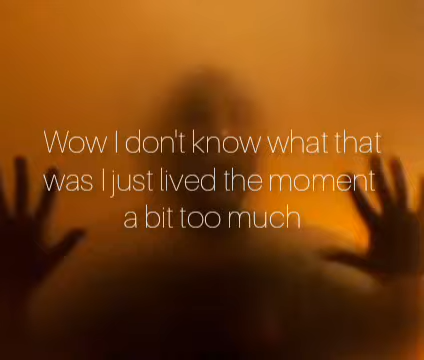 Wow I don't know what that
was I just lived the moment
a bit too much